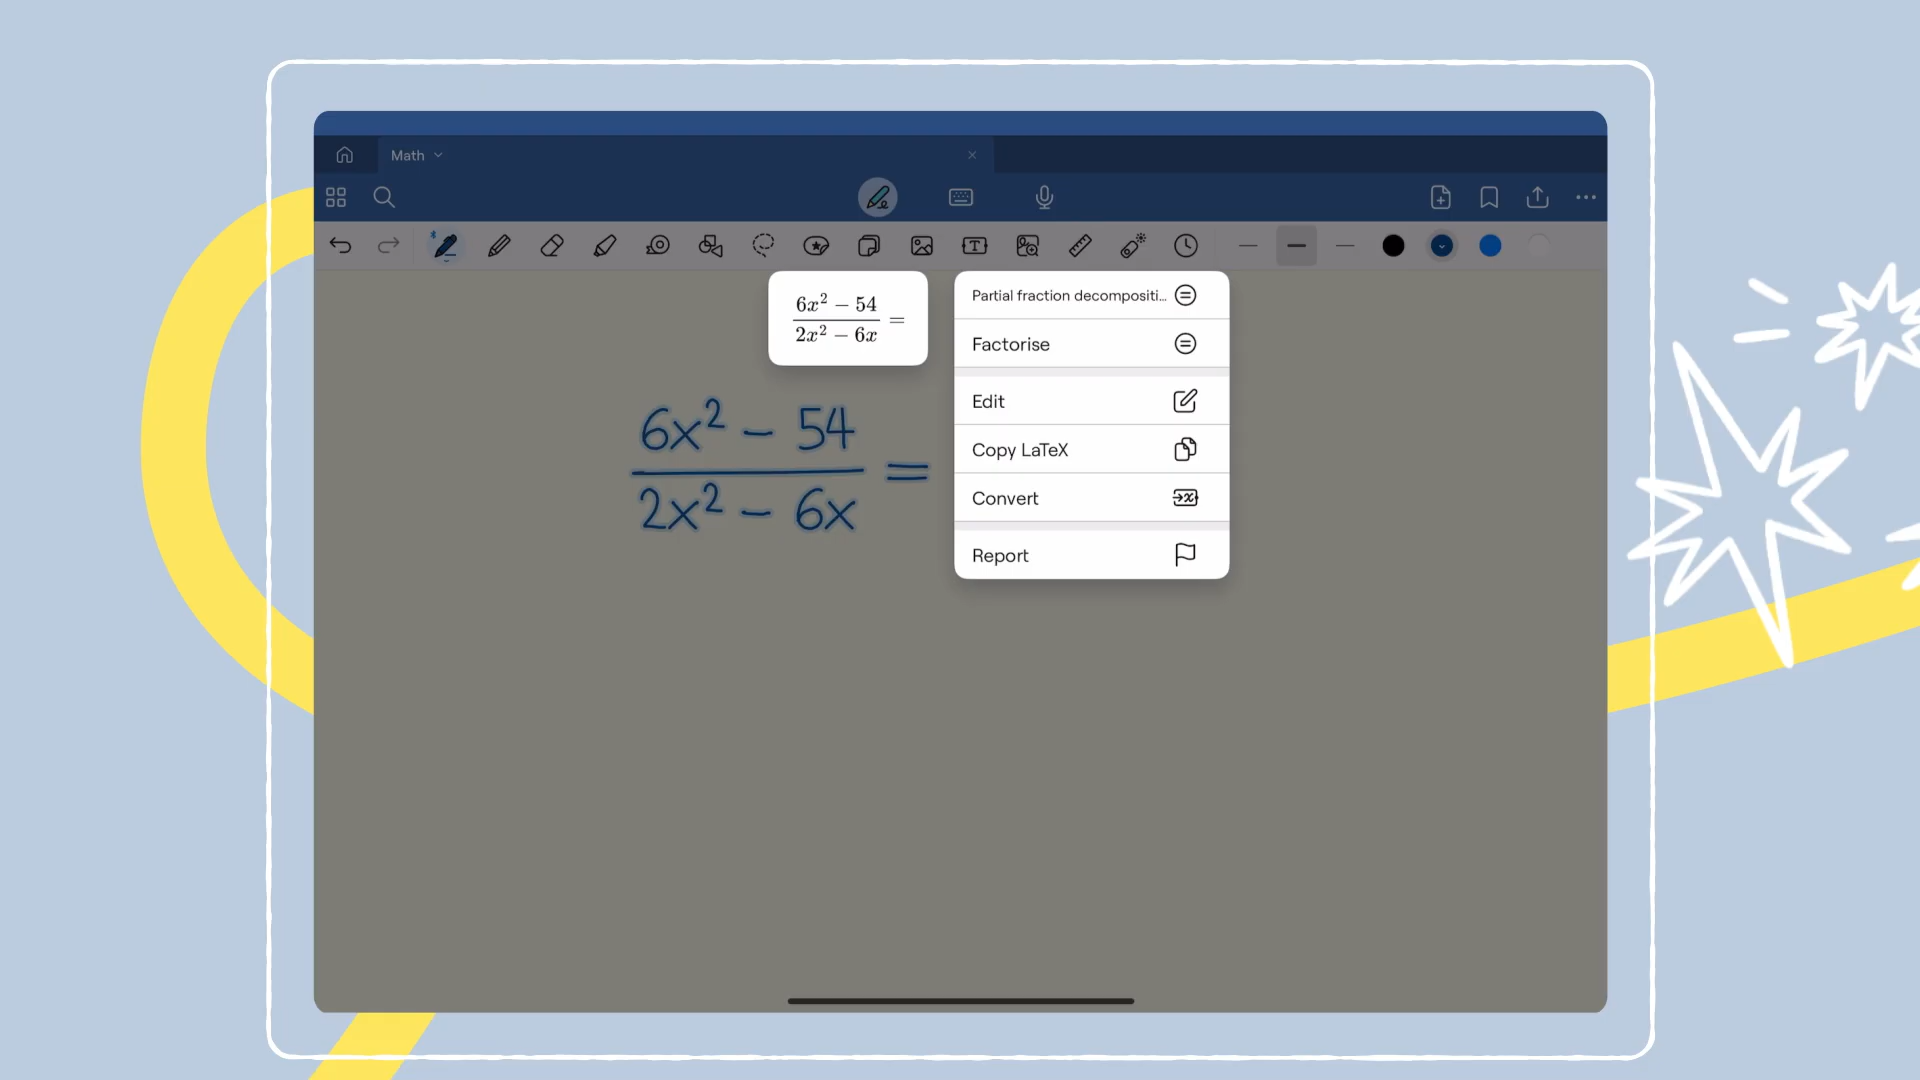 Math
6x² − 54
2x² − 6x
=
Partial fraction decompositi...
Factorise
Edit
Copy LaTeX
Convert
Report
6x² − 54
2x² − 6x
=